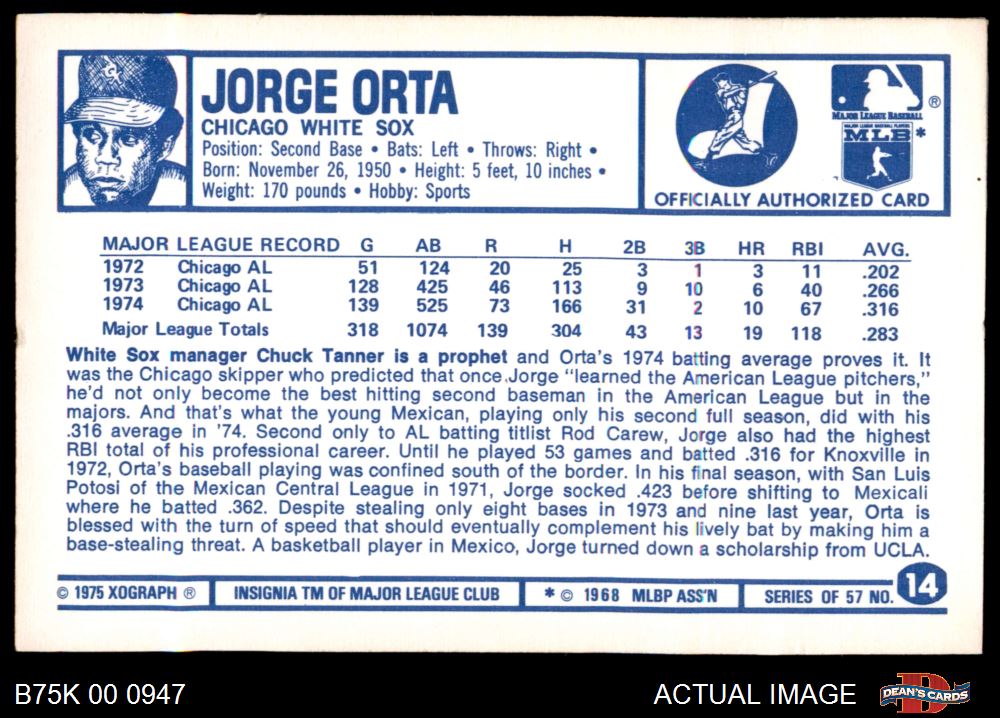 JORGE ORTA
CHICAGO WHITE SOX
Position: Second Base • Bats: Left • Throws: Right •
Born: November 26, 1950 • Height: 5 feet, 10 inches •
Weight: 170 pounds • Hobby: Sports
®
MAJOR LEAGUE BASEBALL
MAJOR LEAGUE BASEBALL PLAYERS
MLB *
OFFICIALLY AUTHORIZED CARD
MAJOR LEAGUE RECORD G AB R H 2B 3B HR RBI AVG.
1972 Chicago AL 51 124 20 25 3 1 3 11 .202
1973 Chicago AL 128 425 46 113 9 10 6 40 .266
1974 Chicago AL 139 525 73 166 31 2 10 67 .316
Major League Totals 318 1074 139 304 43 13 19 118 .283
White Sox manager Chuck Tanner is a prophet and Orta's 1974 batting average proves it. It
was the Chicago skipper who predicted that once Jorge "learned the American League pitchers,"
he'd not only become the best hitting second baseman in the American League but in the
majors. And that's what the young Mexican, playing only his second full season, did with his
.316 average in '74. Second only to AL batting titlist Rod Carew, Jorge also had the highest
RBI total of his professional career. Until he played 53 games and batted .316 for Knoxville in
1972, Orta's baseball playing was confined south of the border. In his final season, with San Luis
Potosi of the Mexican Central League in 1971, Jorge socked .423 before shifting to Mexicali
where he batted .362. Despite stealing only eight bases in 1973 and nine last year, Orta is
blessed with the turn of speed that should eventually complement his lively bat by making him a
base-stealing threat. A basketball player in Mexico, Jorge turned down a scholarship from UCLA.
© 1975 XOGRAPH ® INSIGNIA TM OF MAJOR LEAGUE CLUB * © 1968 MLBP ASS'N SERIES OF 57 NO. 14
B75K 00 0947 ACTUAL IMAGE DEAN'S CARDS